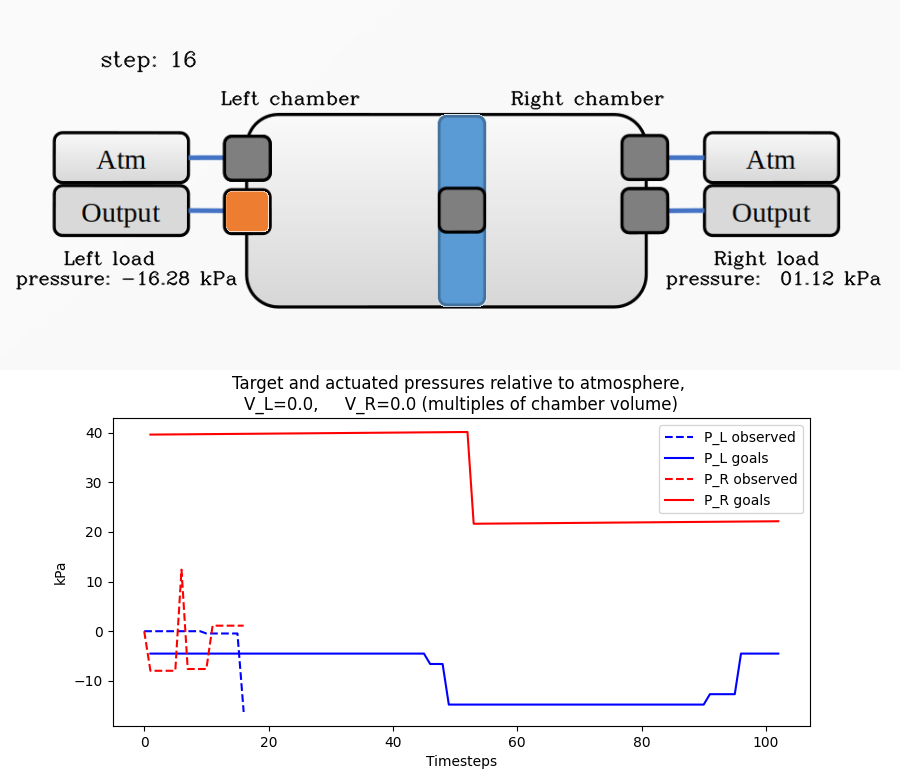 step: 16
Left chamber
Right chamber
Atm
Atm
Output
Output
Left load
pressure: −16.28 kPa
Right load
pressure: 01.12 kPa
Target and actuated pressures relative to atmosphere,
V_L=0.0, V_R=0.0 (multiples of chamber volume)
P_L observed
P_L goals
P_R observed
P_R goals
kPa
40
30
20
10
0
−10
0
20
40
60
80
100
Timesteps